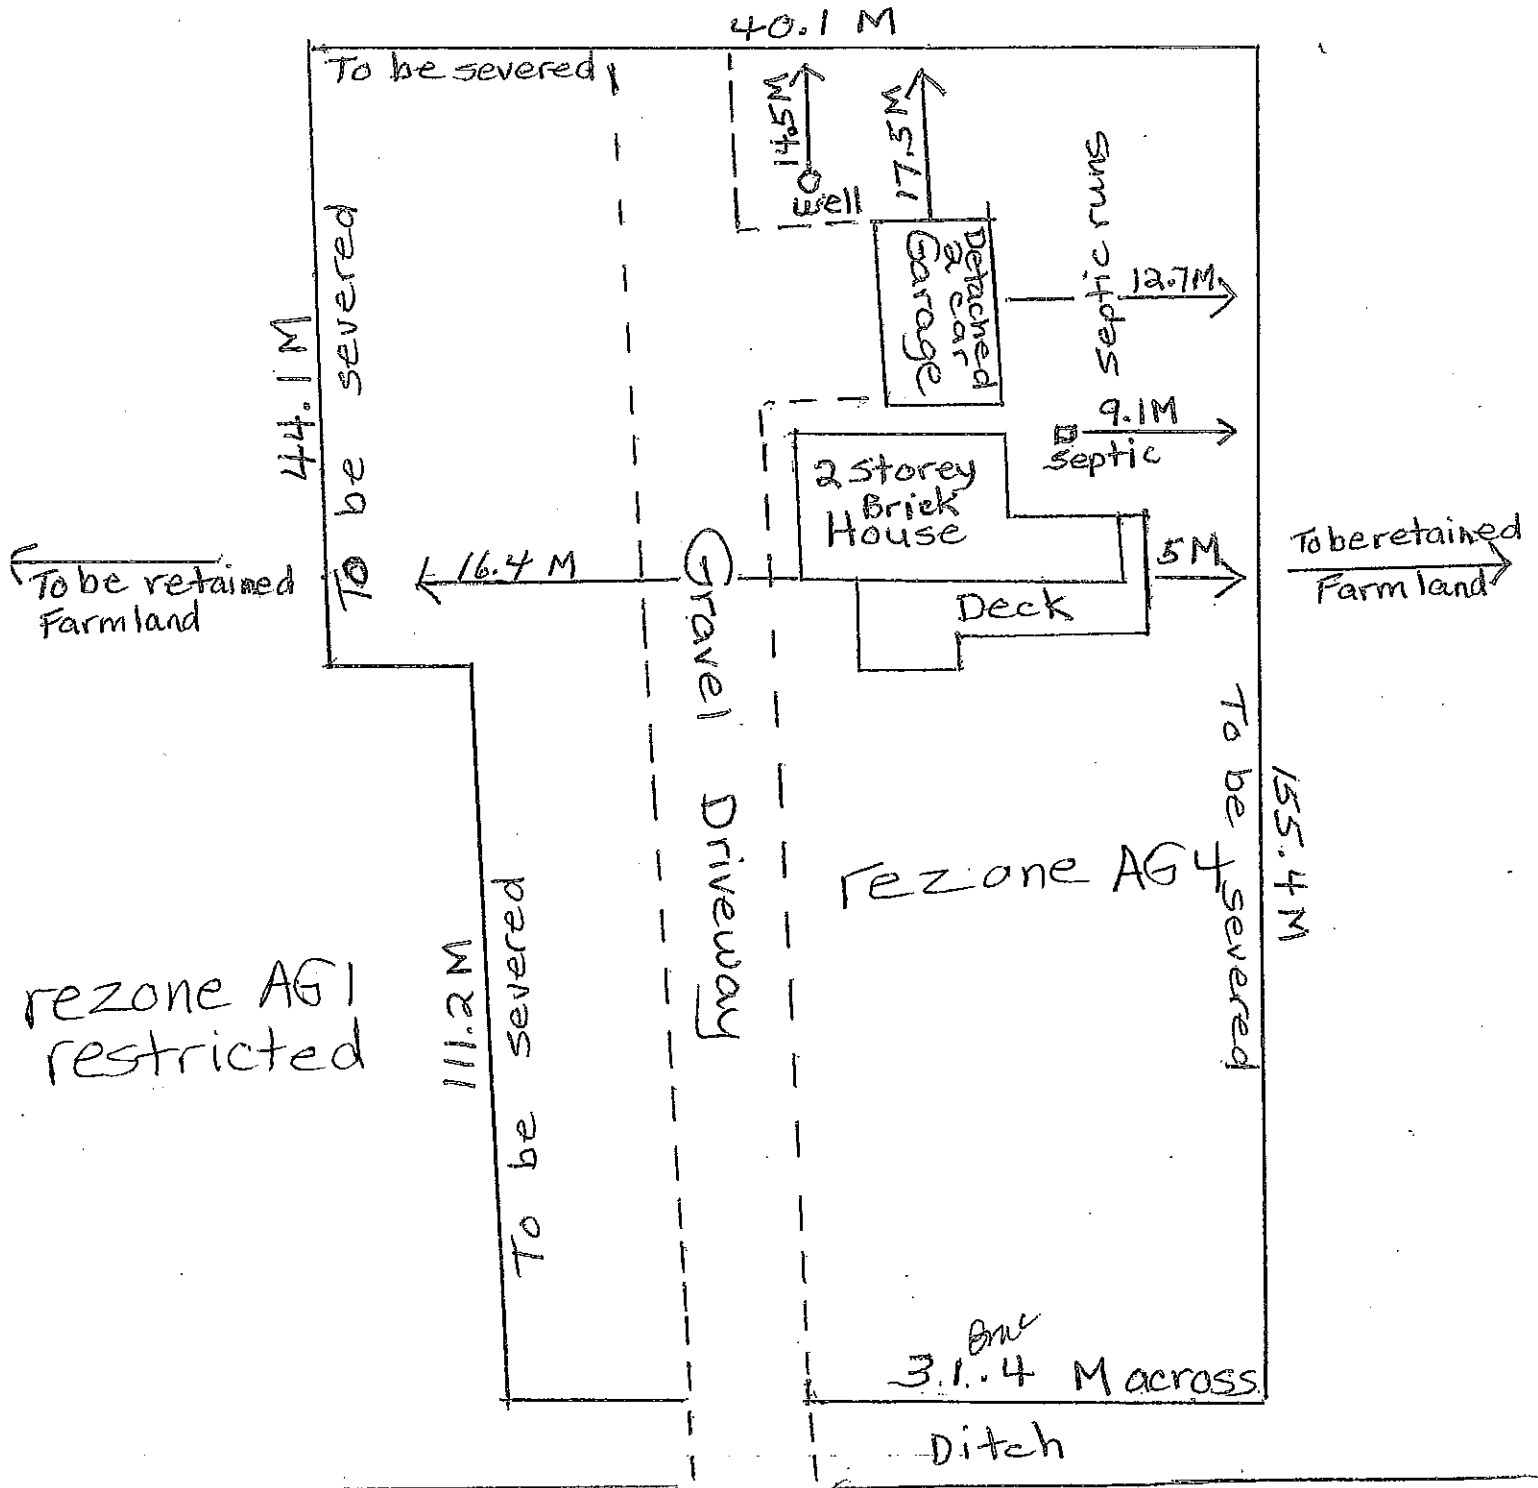 40.1 M
To be severed
14.5M
Well
17.5M
Detached
2 car
Garage
septic runs
12.7M
9.1M
Septic
To be severed
44.1 M
2 Storey
Brick
House
16.4 M
5 M
To be retained
Farmland
To be retained
Farmland
Deck
Gravel Driveway
To be severed
155.4 M
rezone AG4
rezone AG1
restricted
111.2 M
To be severed
3.1.4 M across
Ditch